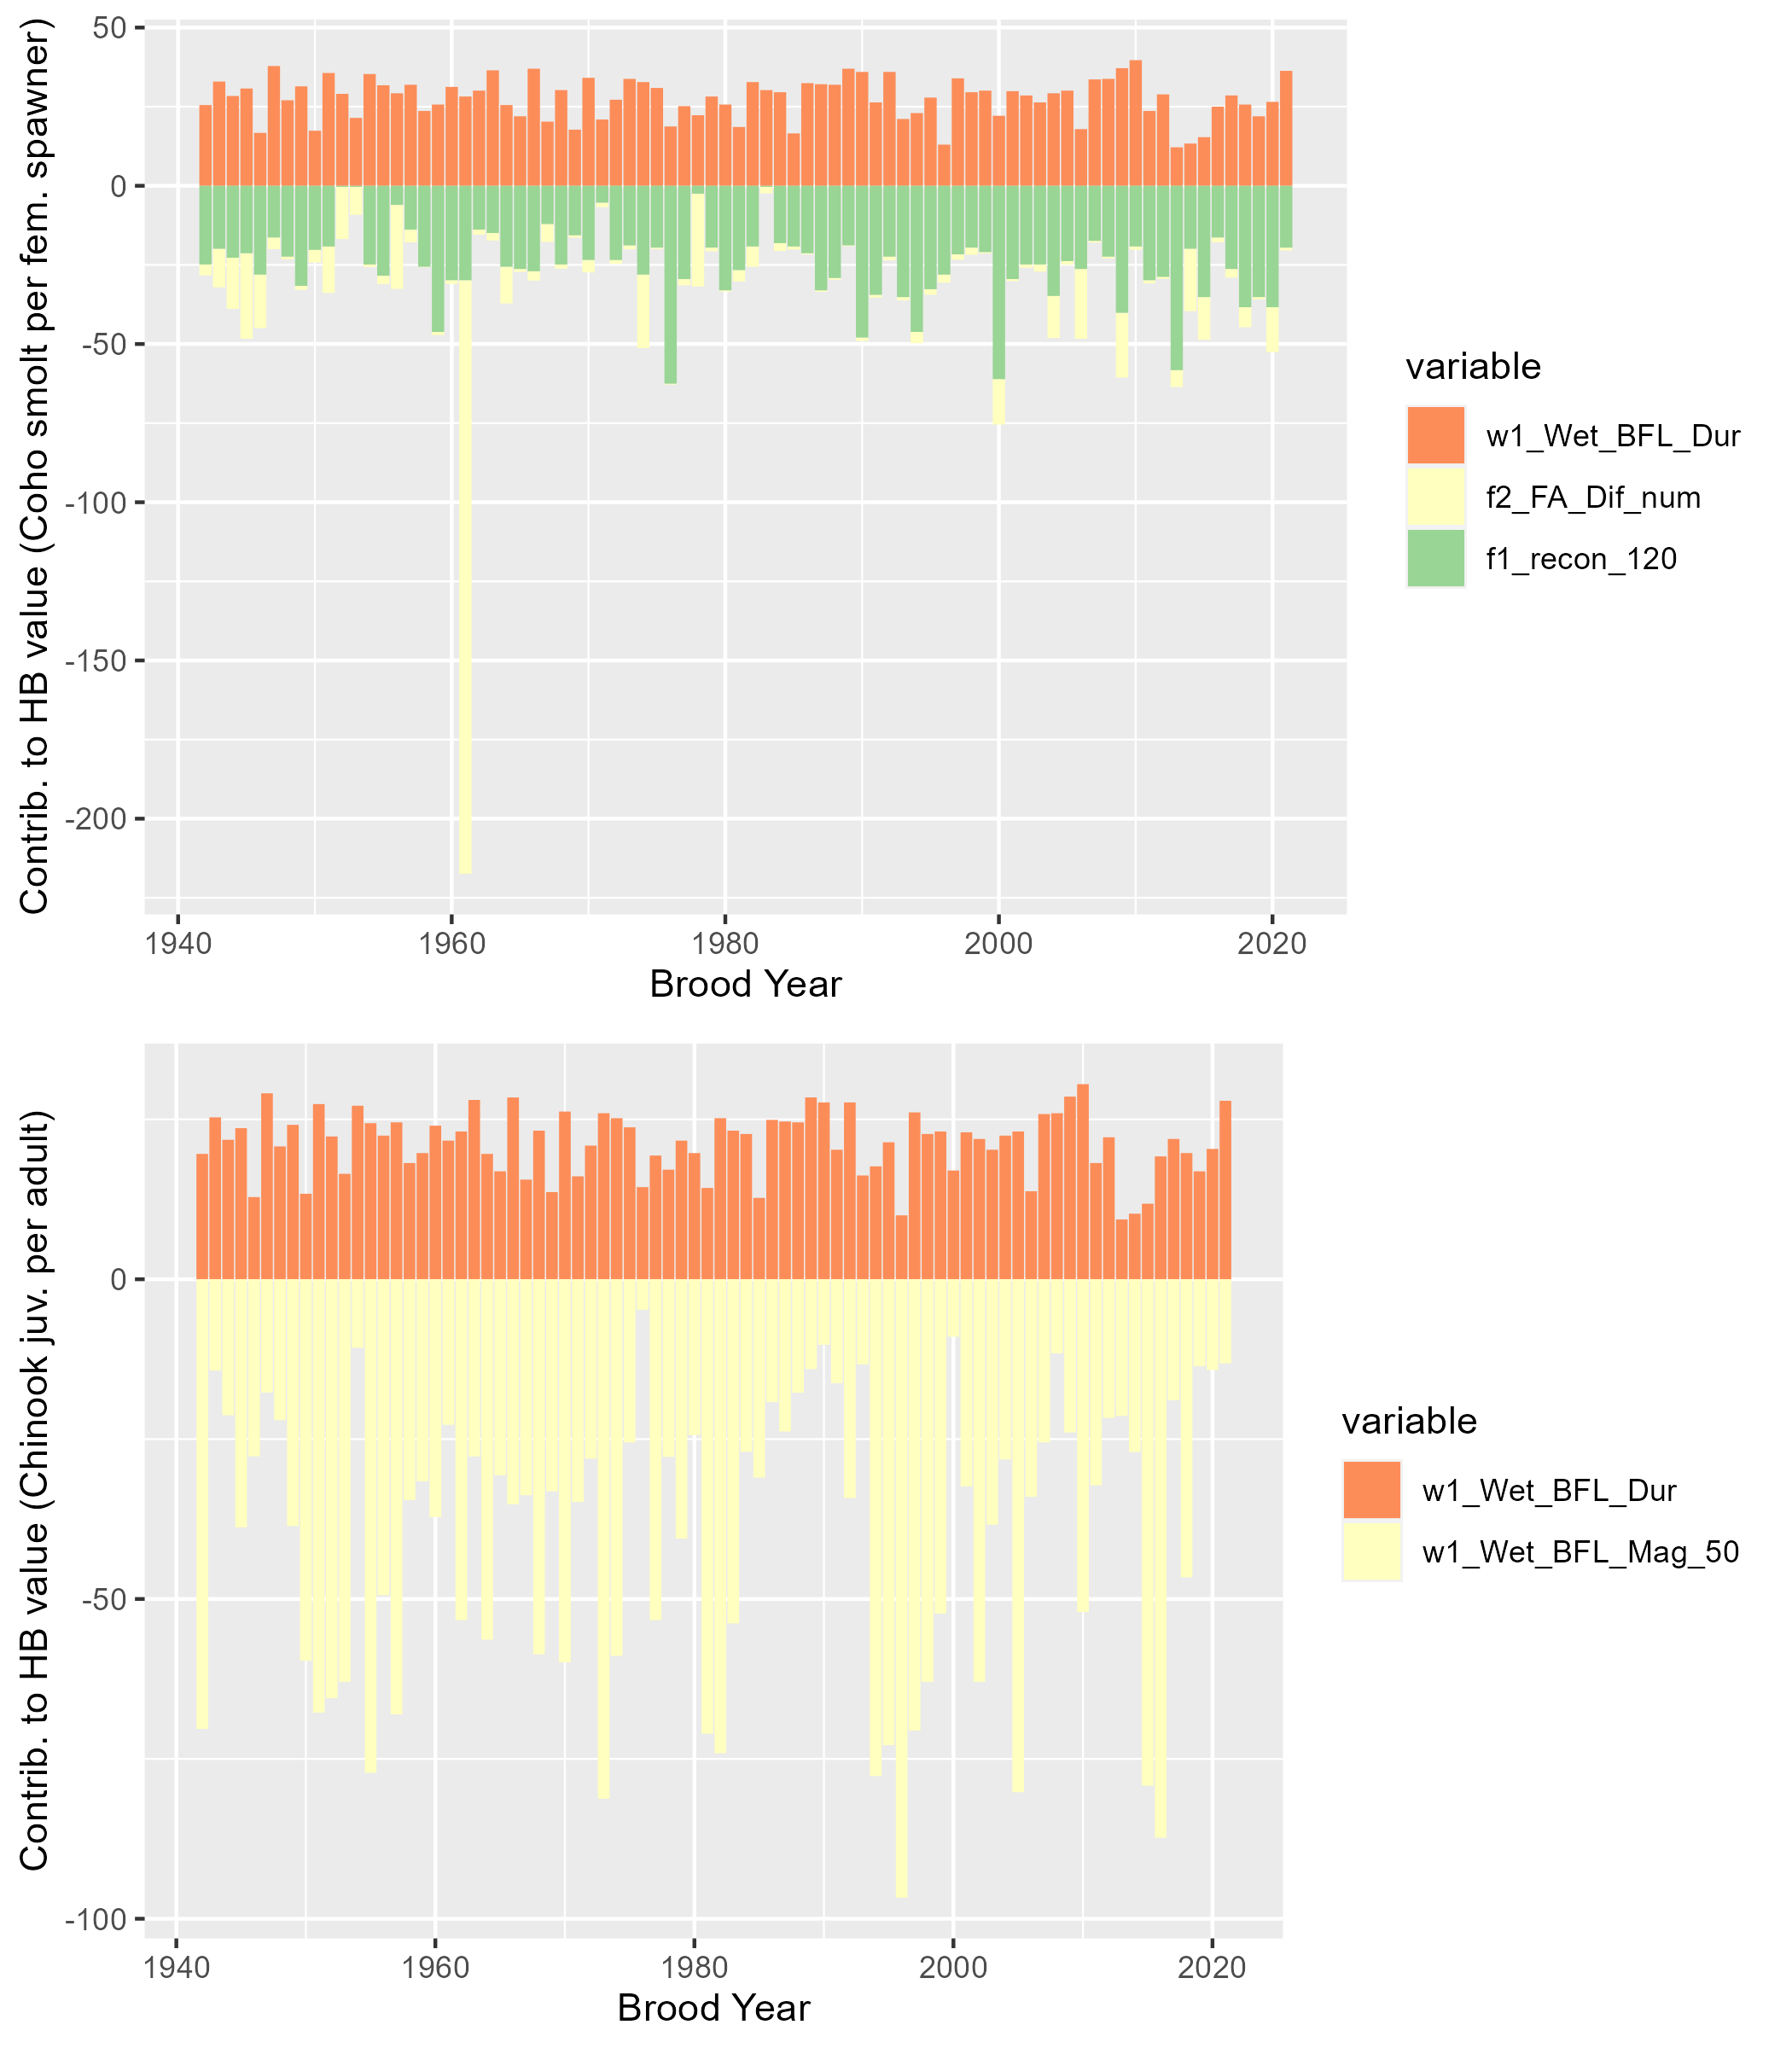 Contrib. to HB value (Coho smolt per fem. spawner)
50
0
-50
-100
-150
-200
1940
1960
1980
2000
2020
Brood Year
variable
w1_Wet_BFL_Dur
f2_FA_Dif_num
f1_recon_120
Contrib. to HB value (Chinook juv. per adult)
0
-50
-100
1940
1960
1980
2000
2020
Brood Year
variable
w1_Wet_BFL_Dur
w1_Wet_BFL_Mag_50